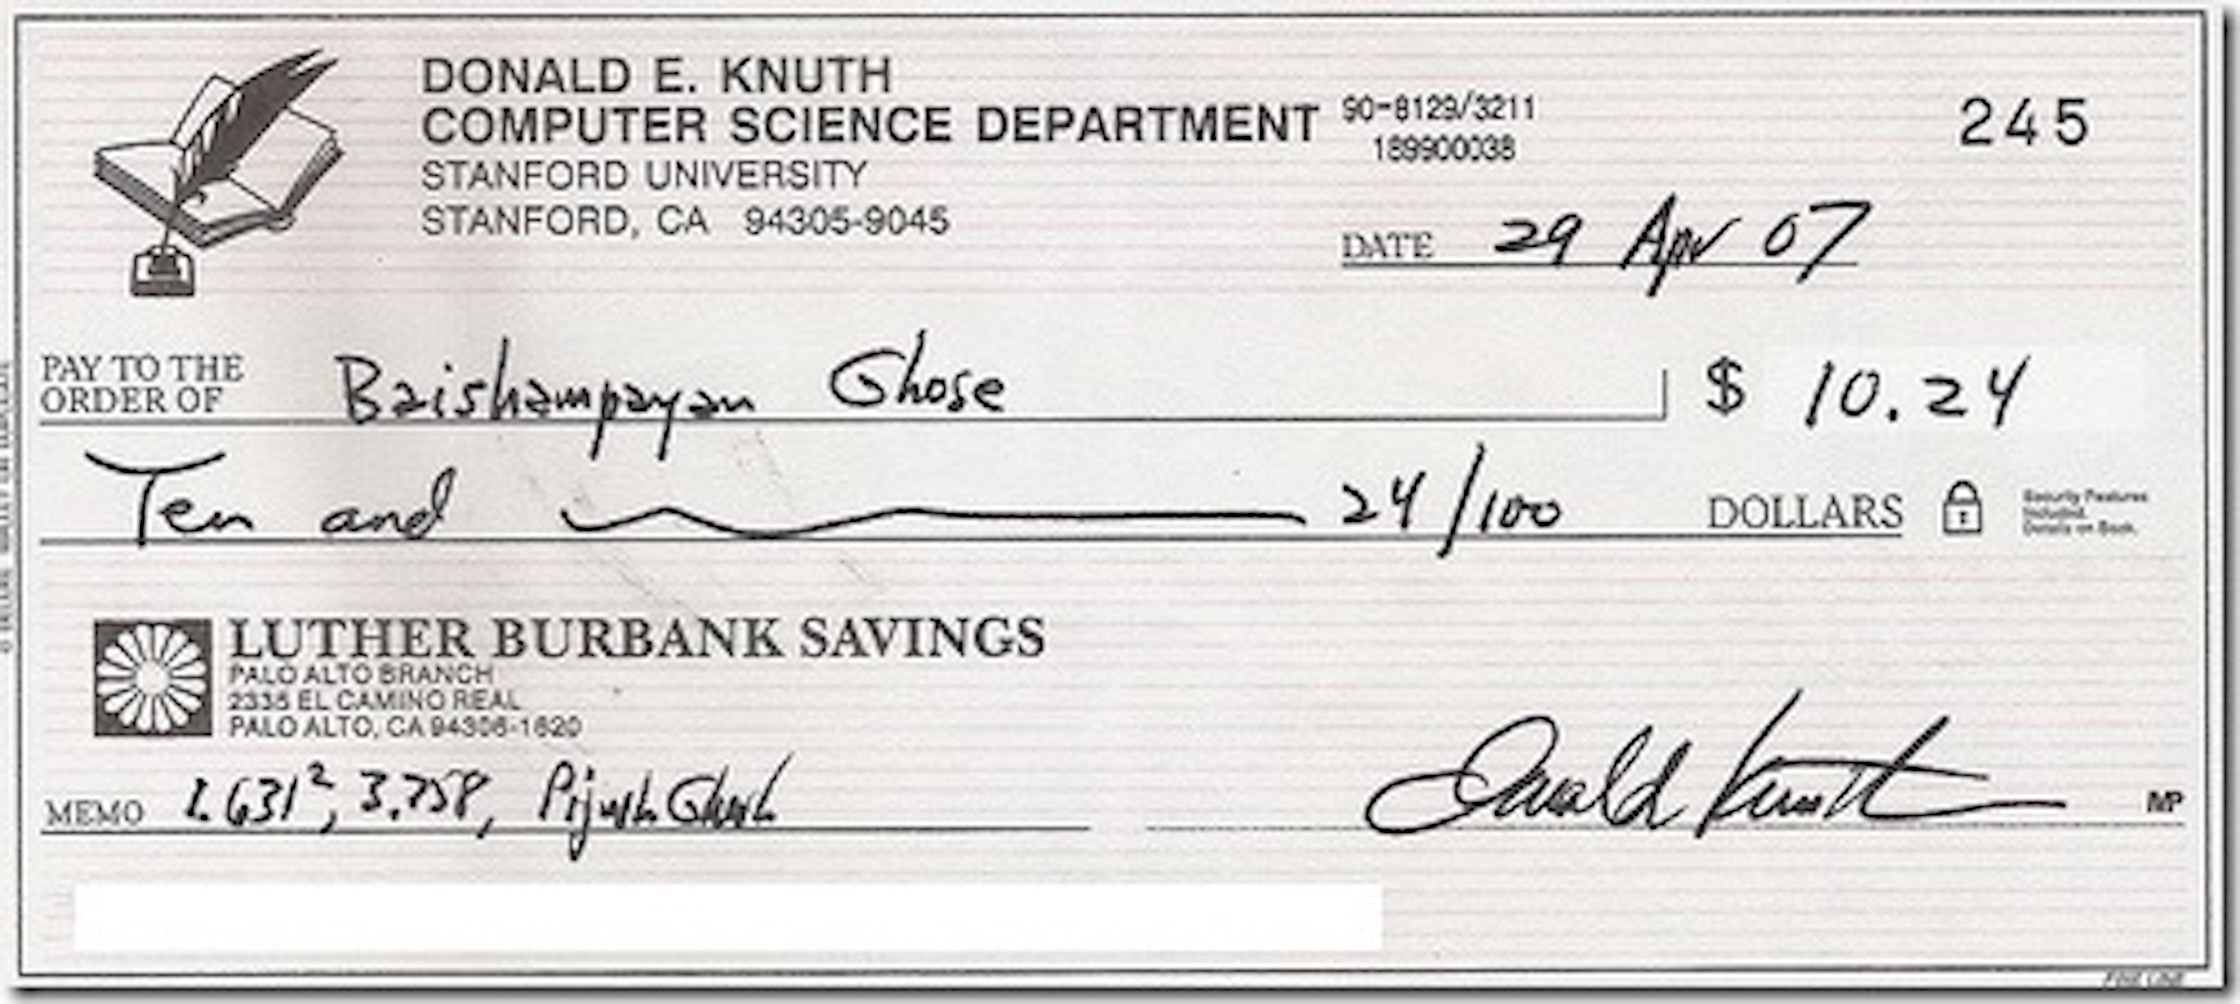 DONALD E. KNUTH
COMPUTER SCIENCE DEPARTMENT
STANFORD UNIVERSITY
STANFORD, CA 94305-9045
90-8129/3211
189900038
245
DATE 29 Apr 07
PAY TO THE
ORDER OF Baishampayan Ghose $ 10.24
Ten and 24/100 DOLLARS
Security Features
Included.
Details on Back.
LUTHER BURBANK SAVINGS
PALO ALTO BRANCH
2335 EL CAMINO REAL
PALO ALTO, CA 94306-1620
MEMO 1.631², 3.758, Pijush Ghosh
Donald Knuth
MP